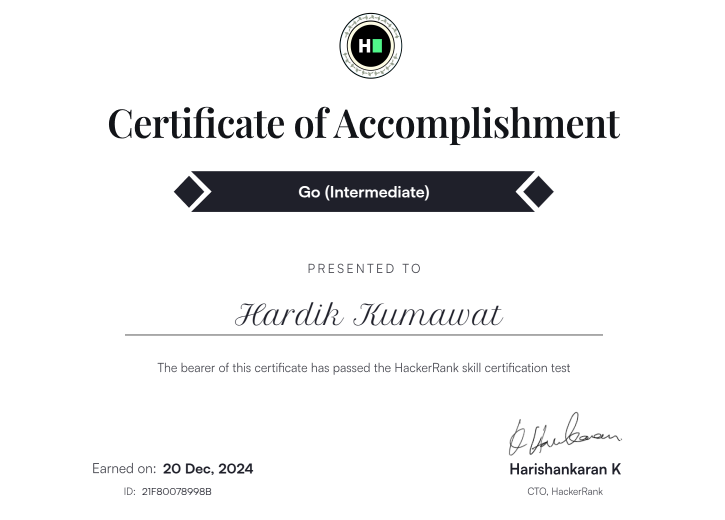 H
Certificate of Accomplishment
Go (Intermediate)
PRESENTED TO
Hardik Kumawat
The bearer of this certificate has passed the HackerRank skill certification test
Earned on: 20 Dec, 2024
ID: 21F80078998B
Harishankaran K
CTO, HackerRank